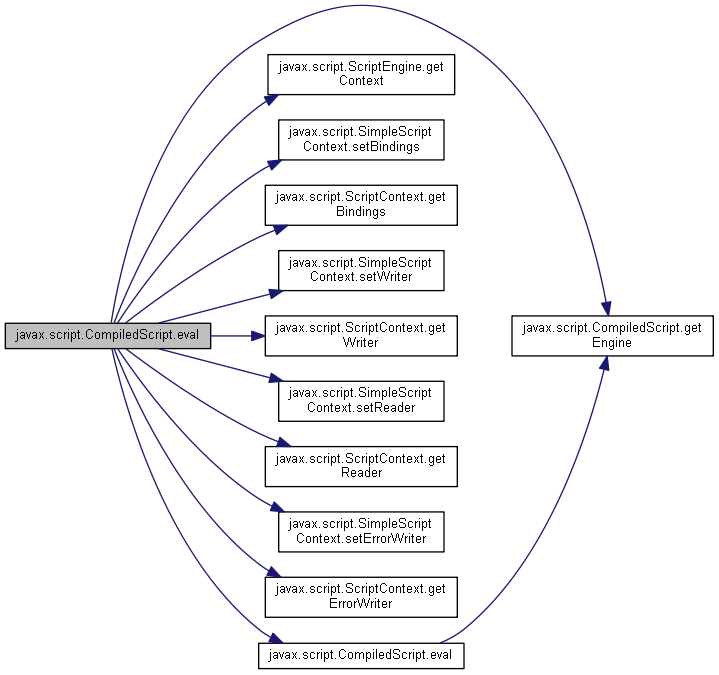 javax.script.ScriptEngine.get
Context
javax.script.SimpleScript
Context.setBindings
javax.script.ScriptContext.get
Bindings
javax.script.SimpleScript
Context.setWriter
javax.script.CompiledScript.eval
javax.script.ScriptContext.get
Writer
javax.script.CompiledScript.get
Engine
javax.script.SimpleScript
Context.setReader
javax.script.ScriptContext.get
Reader
javax.script.SimpleScript
Context.setErrorWriter
javax.script.ScriptContext.get
ErrorWriter
javax.script.CompiledScript.eval